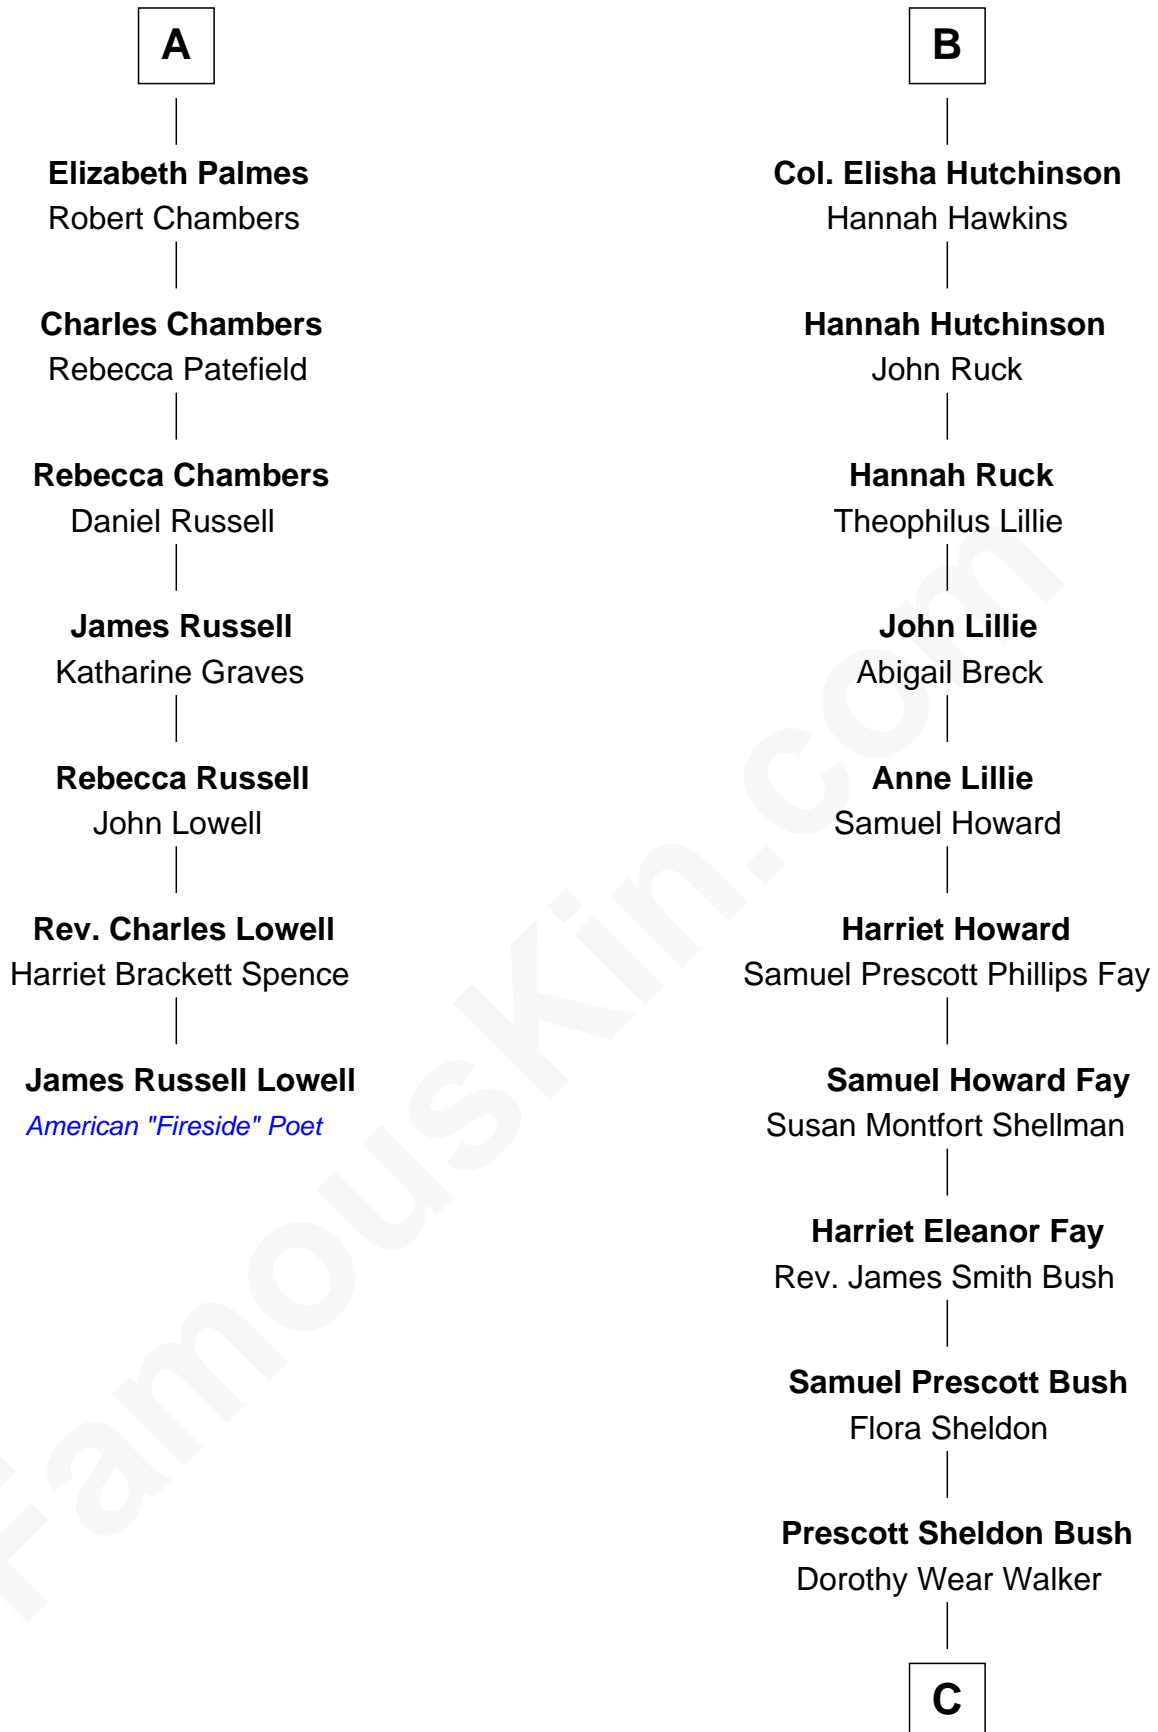 A
Elizabeth Palmes
Robert Chambers
Charles Chambers
Rebecca Patefield
Rebecca Chambers
Daniel Russell
James Russell
Katharine Graves
Rebecca Russell
John Lowell
Rev. Charles Lowell
Harriet Brackett Spence
James Russell Lowell
American "Fireside" Poet
B
Col. Elisha Hutchinson
Hannah Hawkins
Hannah Hutchinson
John Ruck
Hannah Ruck
Theophilus Lillie
John Lillie
Abigail Breck
Anne Lillie
Samuel Howard
Harriet Howard
Samuel Prescott Phillips Fay
Samuel Howard Fay
Susan Montfort Shellman
Harriet Eleanor Fay
Rev. James Smith Bush
Samuel Prescott Bush
Flora Sheldon
Prescott Sheldon Bush
Dorothy Wear Walker
C
FamousKin.com